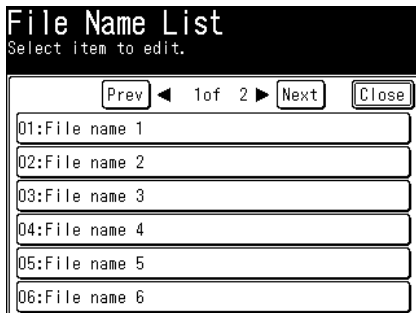 File Name List
Select item to edit.
Prev ◀ 1of 2 ▶ Next Close
01:File name 1
02:File name 2
03:File name 3
04:File name 4
05:File name 5
06:File name 6